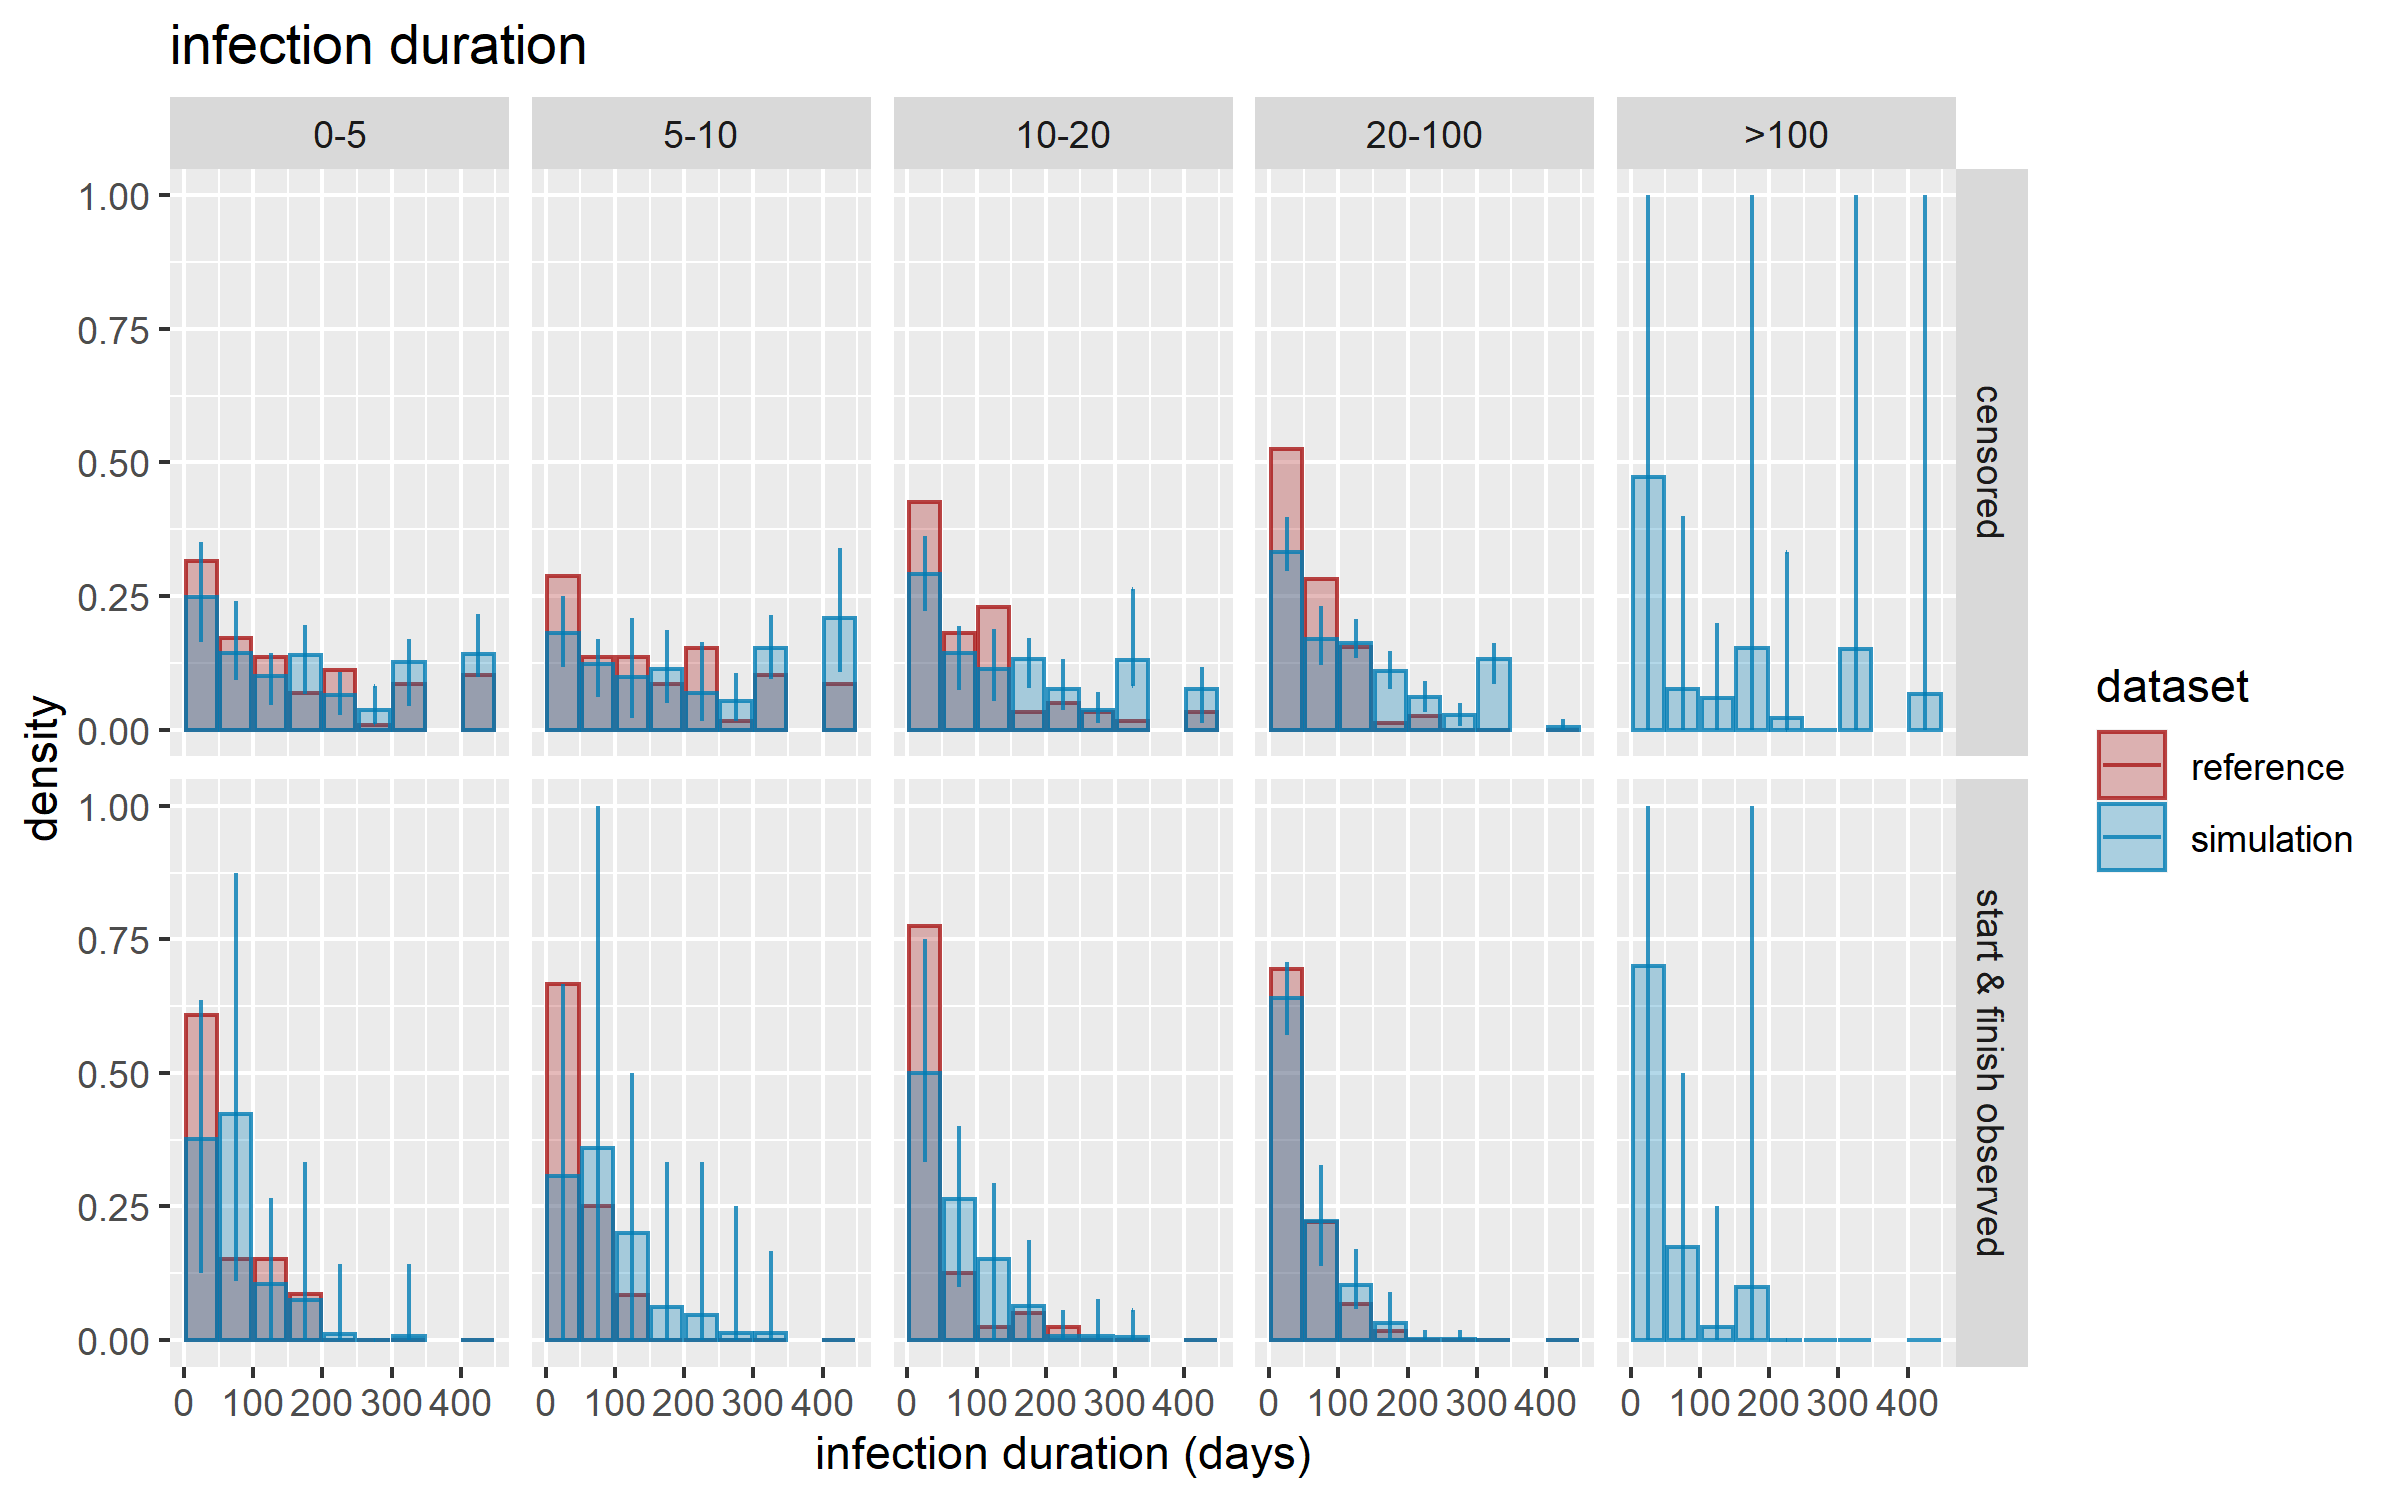 infection duration
0-5 5-10 10-20 20-100 >100
1.00
0.75
0.50
0.25
0.00
censored
1.00
0.75
0.50
0.25
0.00
start & finish observed
density
0 100 200 300 400 0 100 200 300 400 0 100 200 300 400 0 100 200 300 400 0 100 200 300 400
infection duration (days)
dataset
reference
simulation